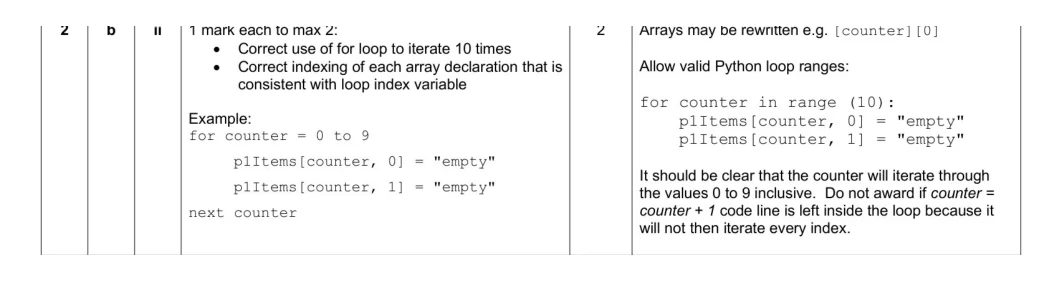 2 b ii 1 mark each to max 2: 2 Arrays may be rewritten e.g. [counter][0]
• Correct use of for loop to iterate 10 times
• Correct indexing of each array declaration that is
consistent with loop index variable
Example:
for counter = 0 to 9
p1Items[counter, 0] = "empty"
p1Items[counter, 1] = "empty"
next counter
Allow valid Python loop ranges:
for counter in range (10):
p1Items[counter, 0] = "empty"
p1Items[counter, 1] = "empty"
It should be clear that the counter will iterate through
the values 0 to 9 inclusive. Do not award if counter =
counter + 1 code line is left inside the loop because it
will not then iterate every index.